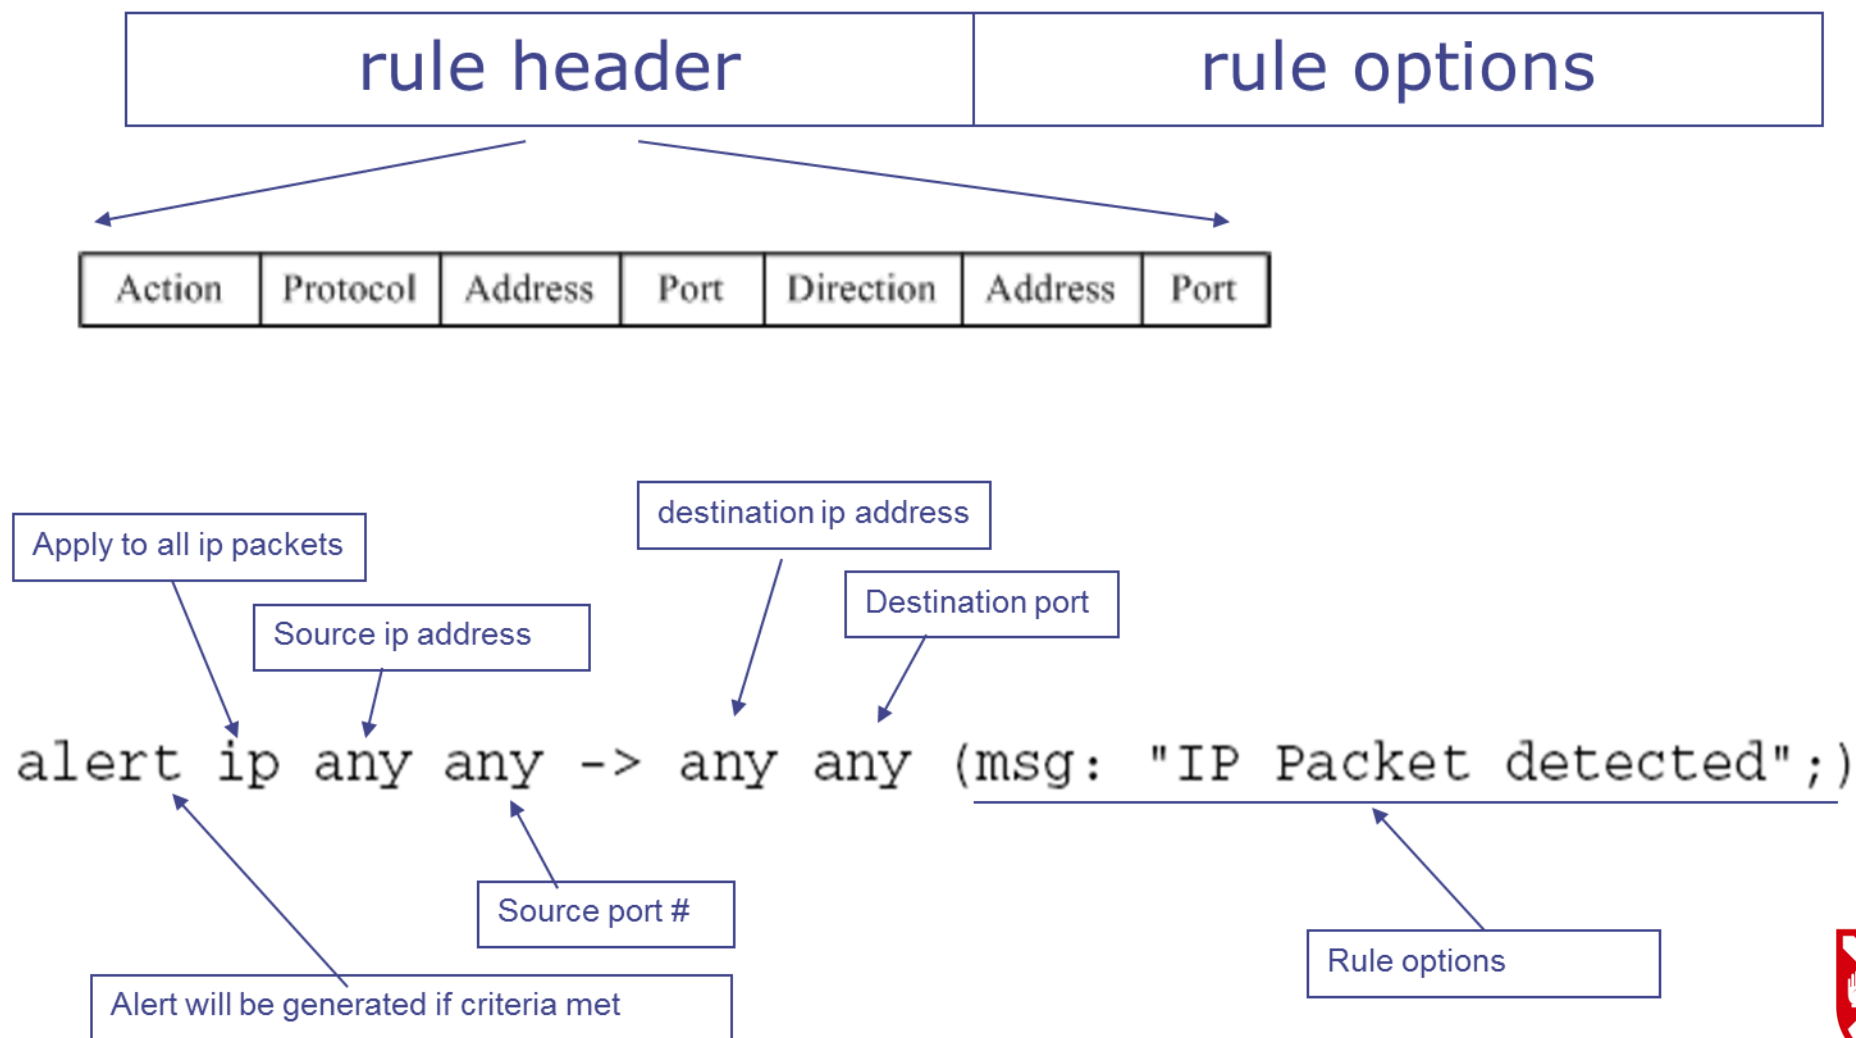 rule header rule options
Action Protocol Address Port Direction Address Port
destination ip address
Apply to all ip packets
Destination port
Source ip address
alert ip any any -> any any (msg: "IP Packet detected";)
Source port #
Rule options
Alert will be generated if criteria met